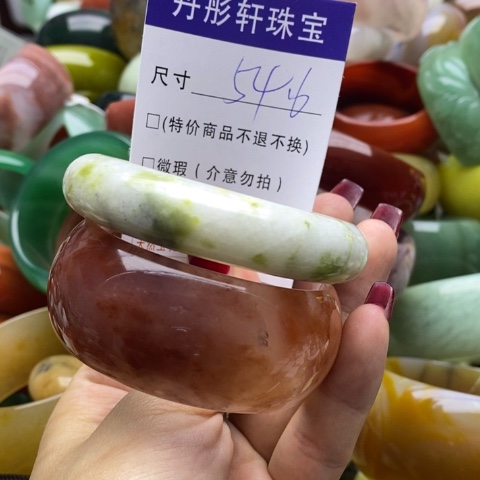 丹彤轩珠宝
尺寸 54.6
□(特价商品不退不换)
□微瑕(介意勿拍)